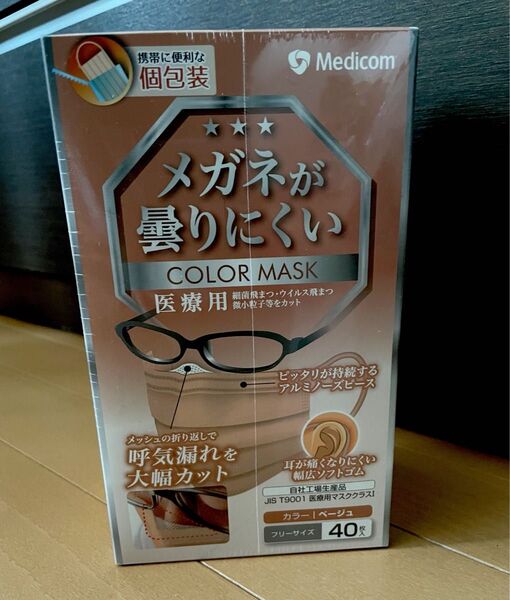 携帯に便利な
個包装
Medicom
メガネが
曇りにくい
COLOR MASK
医療用
細菌飛まつ・ウイルス飛まつ
微小粒子等をカット
ピッタリが持続する
アルミノーズピース
メッシュの折り返しで
呼気漏れを
大幅カット
耳が痛くなりにくい
幅広ソフトゴム
自社工場生産品
JIS T9001 医療用マスククラスI
カラー | ベージュ
フリーサイズ 40枚入